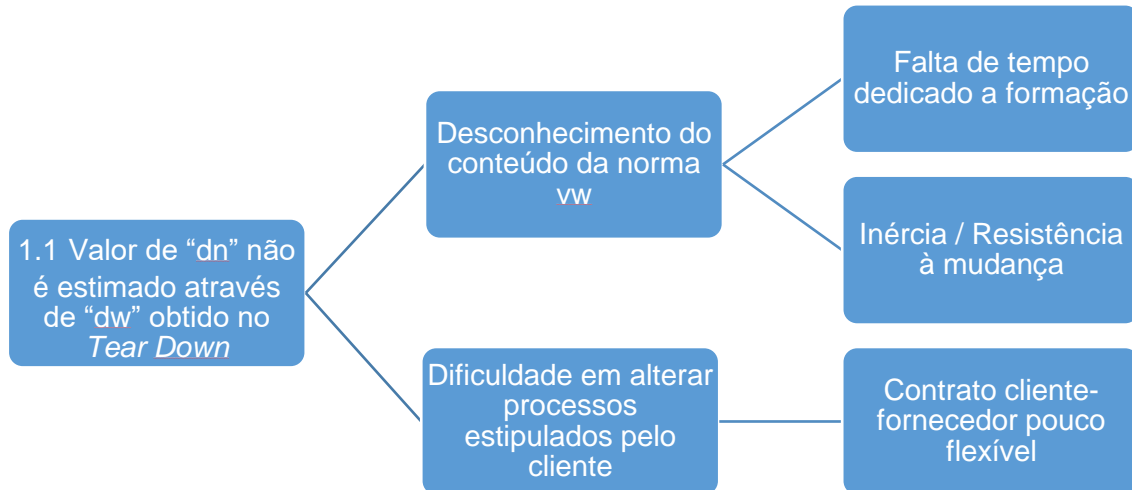 1.1 Valor de “dn” não
é estimado através
de “dw” obtido no
Tear Down
Desconhecimento do
conteúdo da norma
vw
Dificuldade em alterar
processos
estipulados pelo
cliente
Falta de tempo
dedicado a formação
Inércia / Resistência
à mudança
Contrato cliente-
fornecedor pouco
flexível